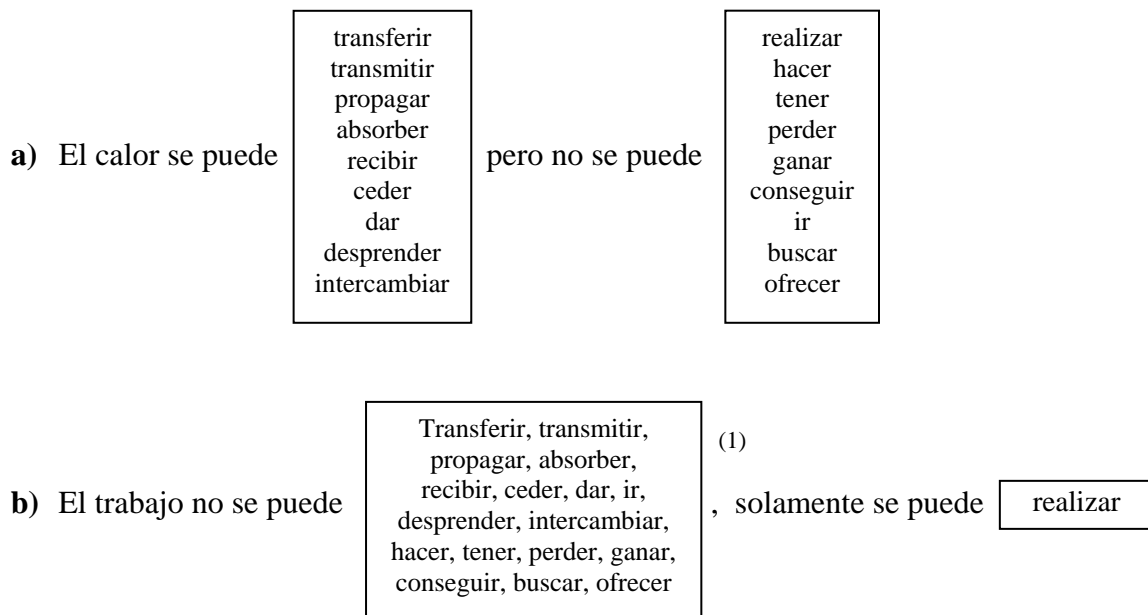 a) El calor se puede
transferir
transmitir
propagar
absorber
recibir
ceder
dar
desprender
intercambiar
pero no se puede
realizar
hacer
tener
perder
ganar
conseguir
ir
buscar
ofrecer
b) El trabajo no se puede
Transferir, transmitir,
propagar, absorber,
recibir, ceder, dar, ir,
desprender, intercambiar,
hacer, tener, perder, ganar,
conseguir, buscar, ofrecer
(1)
, solamente se puede
realizar